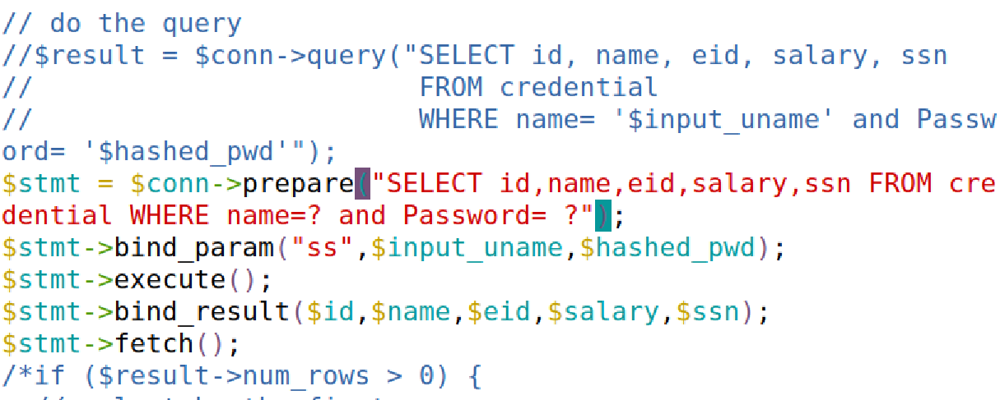 // do the query
//$result = $conn->query("SELECT id, name, eid, salary, ssn
//                        FROM credential
//                        WHERE name= '$input_uname' and Passw
ord= '$hashed_pwd'");
$stmt = $conn->prepare("SELECT id,name,eid,salary,ssn FROM cre
dential WHERE name=? and Password= ?");
$stmt->bind_param("ss",$input_uname,$hashed_pwd);
$stmt->execute();
$stmt->bind_result($id,$name,$eid,$salary,$ssn);
$stmt->fetch();
/*if ($result->num_rows > 0) {